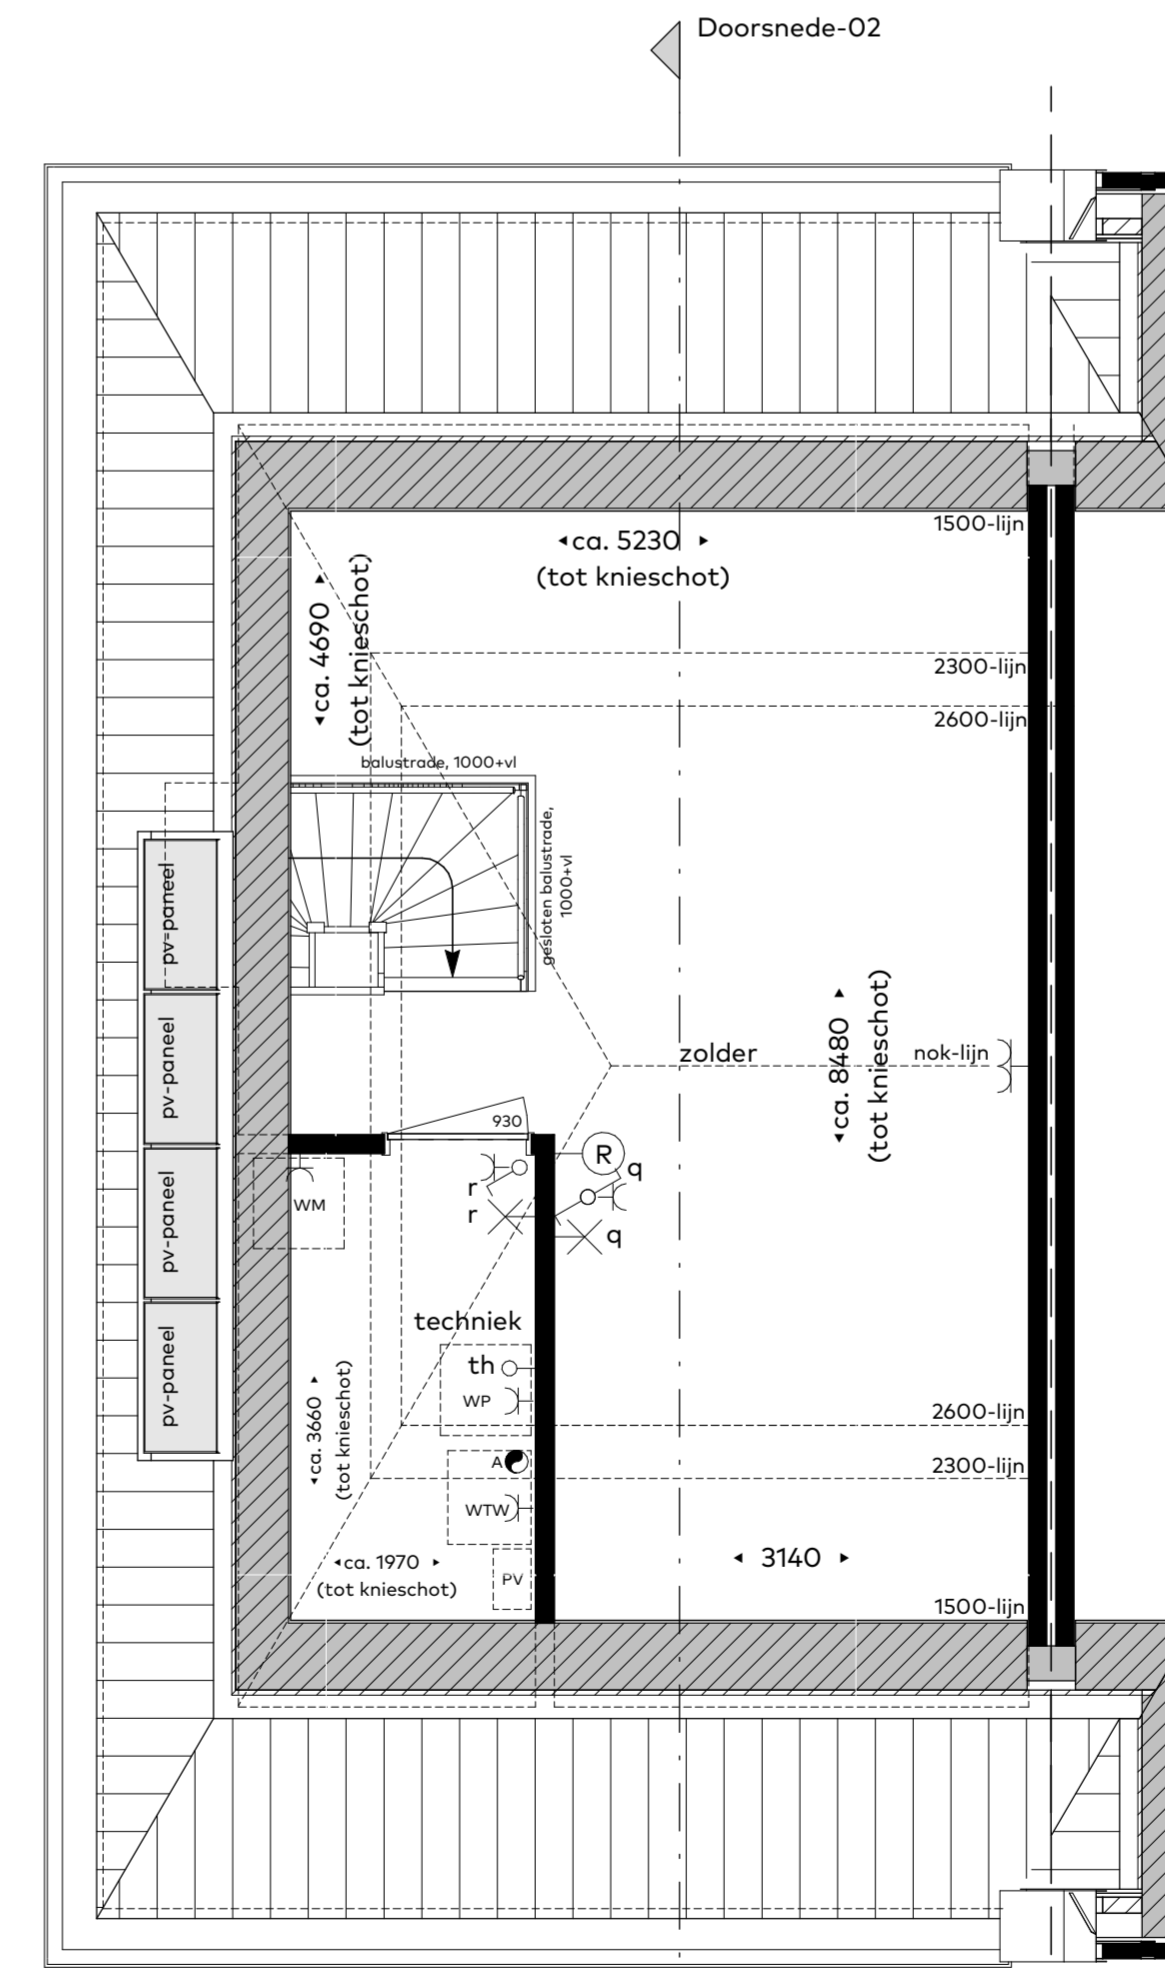 Doorsnede-02
1500-lijn
ca. 5230
(tot knieschot)
ca. 4690
(tot knieschot)
2300-lijn
2600-lijn
balustrade, 1000+vl
gesloten balustrade,
1000+vl
pv-paneel
pv-paneel
pv-paneel
pv-paneel
zolder
nok-lijn
ca. 8480
(tot knieschot)
930
R
q
r
r
q
WM
techniek
th
WP
A
WTW
PV
ca. 3660
(tot knieschot)
ca. 1970
(tot knieschot)
2600-lijn
2300-lijn
3140
1500-lijn